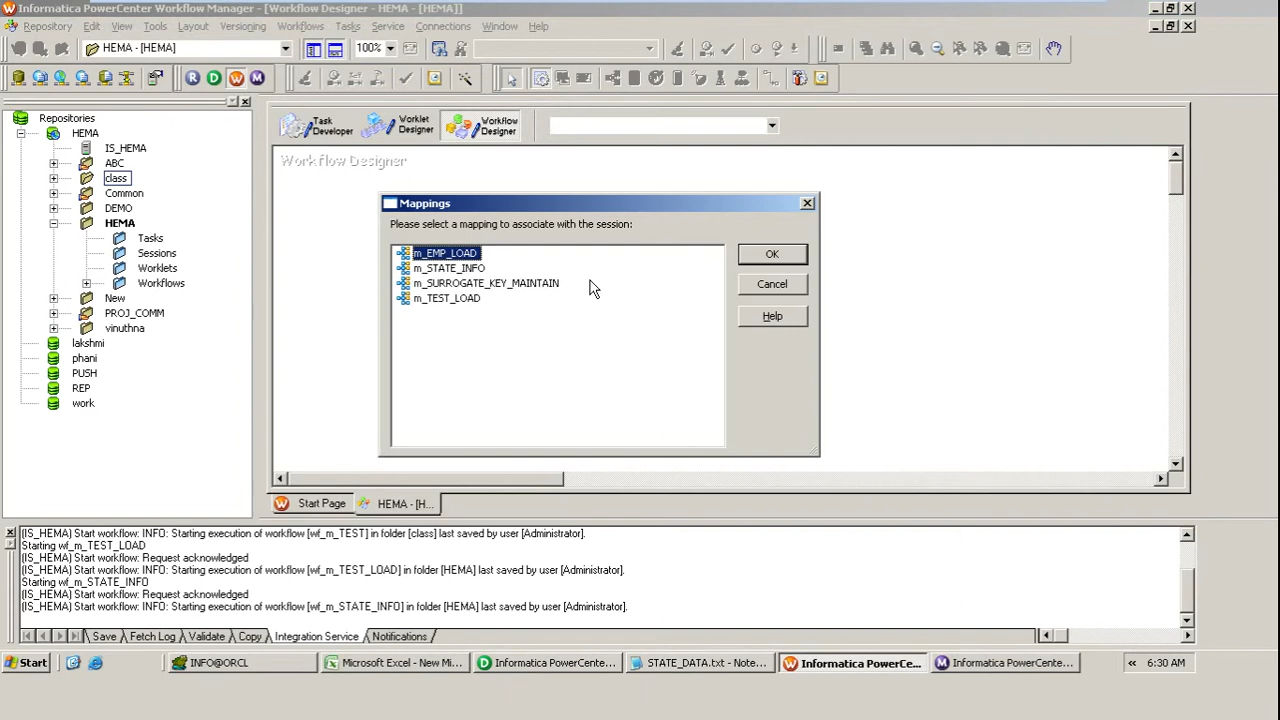 Informatica PowerCenter Workflow Manager - [Workflow Designer - HEMA - [HEMA]]
Repository Edit View Tools Layout Versioning Workflows Tasks Service Connections Window Help
HEMA - [HEMA] 100%
R D W M
Repositories
HEMA
IS_HEMA
ABC
class
Common
DEMO
HEMA
Tasks
Sessions
Worklets
Workflows
New
PROJ_COMM
vinuthna
lakshmi
phani
PUSH
REP
work
Task Developer
Worklet Designer
Workflow Designer
Workflow Designer
Mappings
Please select a mapping to associate with the session:
m_EMP_LOAD
m_STATE_INFO
m_SURROGATE_KEY_MAINTAIN
m_TEST_LOAD
OK
Cancel
Help
Start Page HEMA - [H...
(IS_HEMA) Start workflow: INFO: Starting execution of workflow [wf_m_TEST] in folder [class] last saved by user [Administrator].
Starting wf_m_TEST_LOAD
(IS_HEMA) Start workflow: Request acknowledged
(IS_HEMA) Start workflow: INFO: Starting execution of workflow [wf_m_TEST_LOAD] in folder [HEMA] last saved by user [Administrator].
Starting wf_m_STATE_INFO
(IS_HEMA) Start workflow: Request acknowledged
(IS_HEMA) Start workflow: INFO: Starting execution of workflow [wf_m_STATE_INFO] in folder [HEMA] last saved by user [Administrator].
Save Fetch Log Validate Copy Integration Service Notifications
Start INFO@ORCL Microsoft Excel - New Mi... Informatica PowerCente... STATE_DATA.txt - Note... Informatica PowerCe... Informatica PowerCente... « 6:30 AM